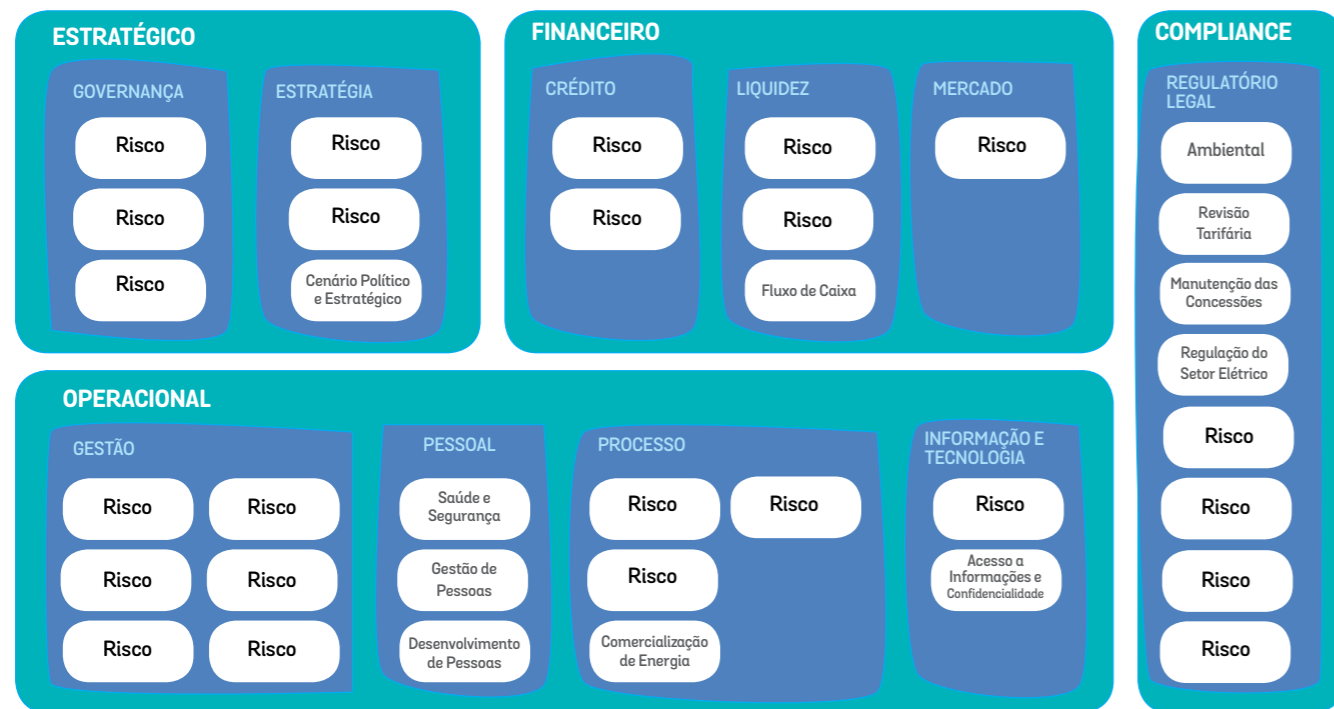 ESTRATÉGICO
GOVERNANÇA
Risco
Risco
Risco
ESTRATÉGIA
Risco
Risco
Cenário Político
e Estratégico
FINANCEIRO
CRÉDITO
Risco
Risco
LIQUIDEZ
Risco
Risco
Fluxo de Caixa
MERCADO
Risco
COMPLIANCE
REGULATÓRIO
LEGAL
Ambiental
Revisão
Tarifária
Manutenção das
Concessões
Regulação do
Setor Elétrico
Risco
Risco
Risco
Risco
OPERACIONAL
GESTÃO
Risco
Risco
Risco
Risco
Risco
Risco
PESSOAL
Saúde e
Segurança
Gestão de
Pessoas
Desenvolvimento
de Pessoas
PROCESSO
Risco
Risco
Risco
Comercialização
de Energia
INFORMAÇÃO E
TECNOLOGIA
Risco
Acesso a
Informações e
Confidencialidade